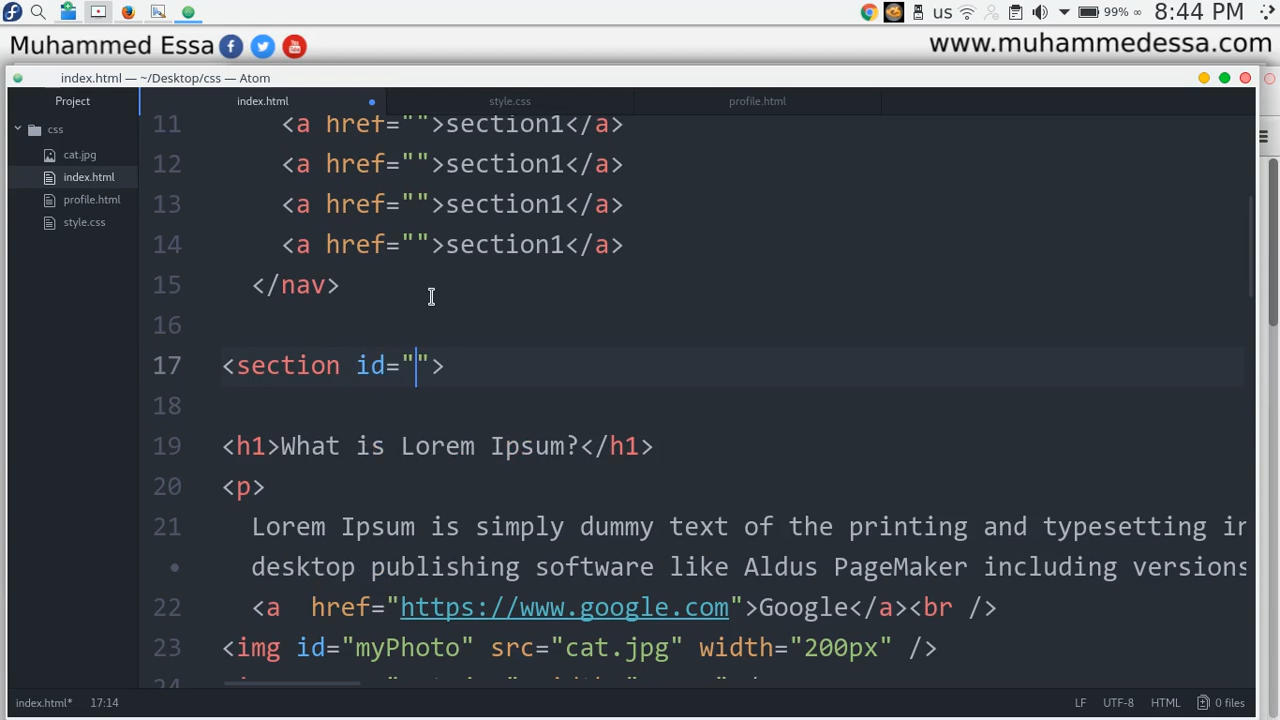 us 99% ∞ 8:44 PM
Muhammed Essa
www.muhammedessa.com
index.html — ~/Desktop/css — Atom
Project
index.html
style.css
profile.html
css
cat.jpg
index.html
profile.html
style.css
11 <a href="">section1</a>
12 <a href="">section1</a>
13 <a href="">section1</a>
14 <a href="">section1</a>
15 </nav>
16
17 <section id="">
18
19 <h1>What is Lorem Ipsum?</h1>
20 <p>
21 Lorem Ipsum is simply dummy text of the printing and typesetting in
• desktop publishing software like Aldus PageMaker including versions
22 <a  href="https://www.google.com">Google</a><br />
23 <img id="myPhoto" src="cat.jpg" width="200px" />
index.html* 17:14
LF UTF-8 HTML 0 files